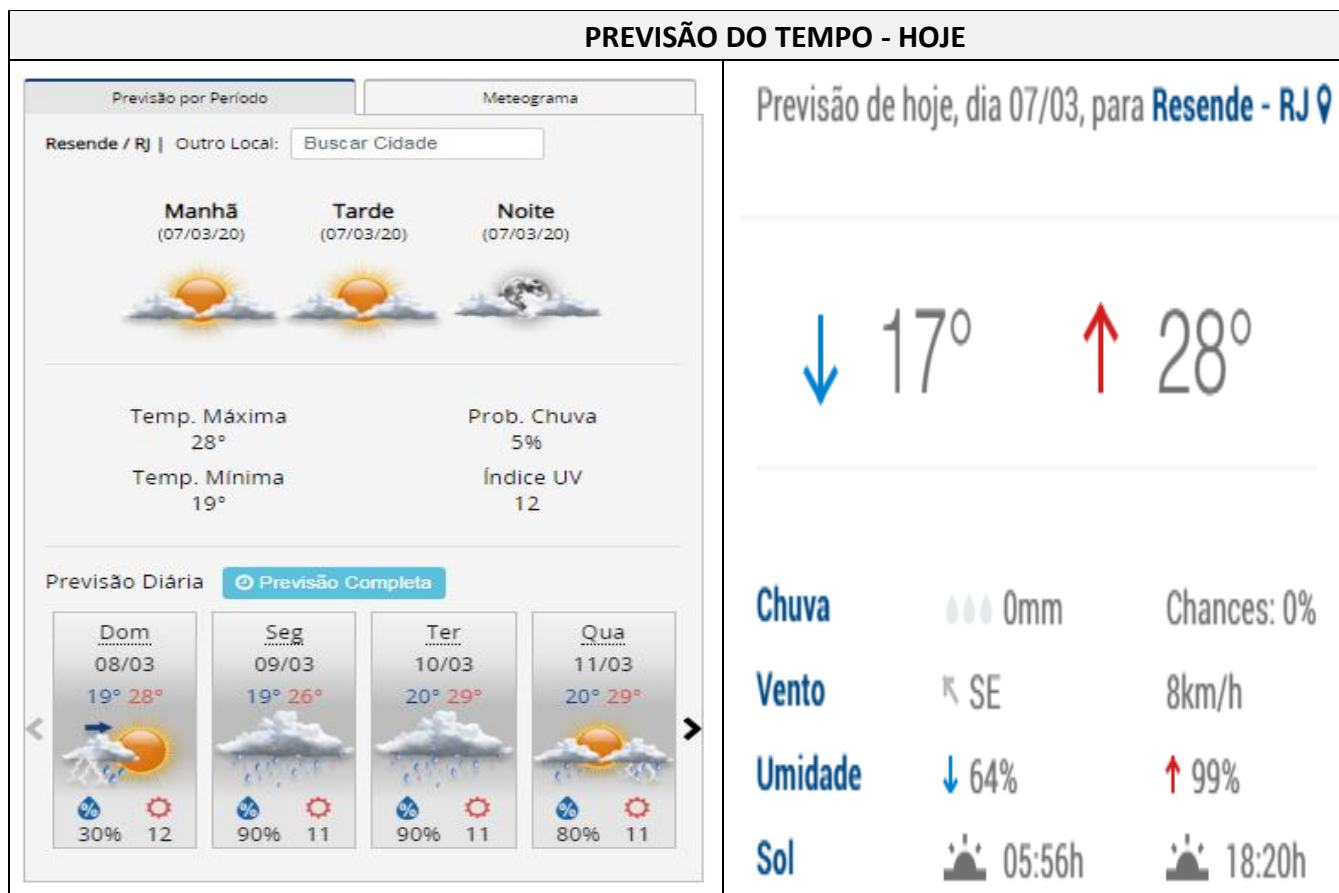 PREVISÃO DO TEMPO - HOJE
Previsão por Período Meteograma
Resende / RJ | Outro Local: Buscar Cidade
Manhã Tarde Noite
(07/03/20) (07/03/20) (07/03/20)
Temp. Máxima Prob. Chuva
28° 5%
Temp. Mínima Índice UV
19° 12
Previsão Diária Previsão Completa
Dom Seg Ter Qua
08/03 09/03 10/03 11/03
19° 28° 19° 26° 20° 29° 20° 29°
% % % %
30% 12 90% 11 90% 11 80% 11
Previsão de hoje, dia 07/03, para Resende - RJ
17° 28°
Chuva 0mm Chances: 0%
Vento SE 8km/h
Umidade 64% 99%
Sol 05:56h 18:20h